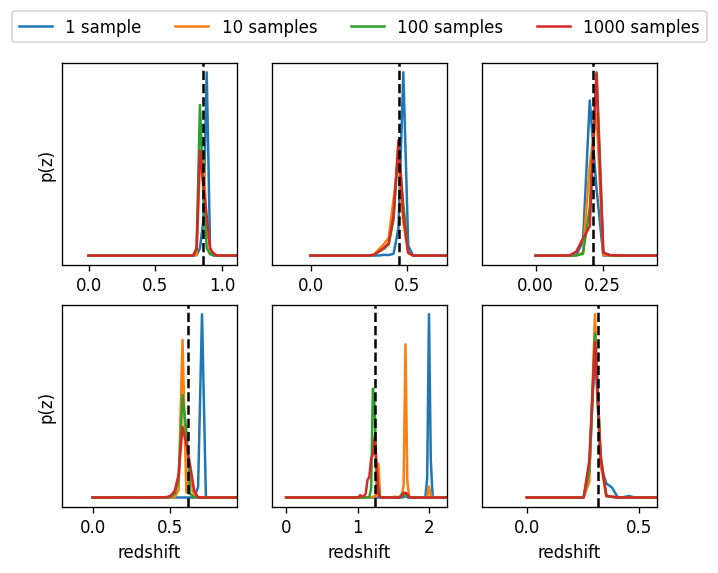 1 sample 10 samples 100 samples 1000 samples
p(z)
0.0 0.5 1.0 0.0 0.5 0.00 0.25
p(z)
0.0 0.5 0 1 2 0.0 0.5
redshift redshift redshift